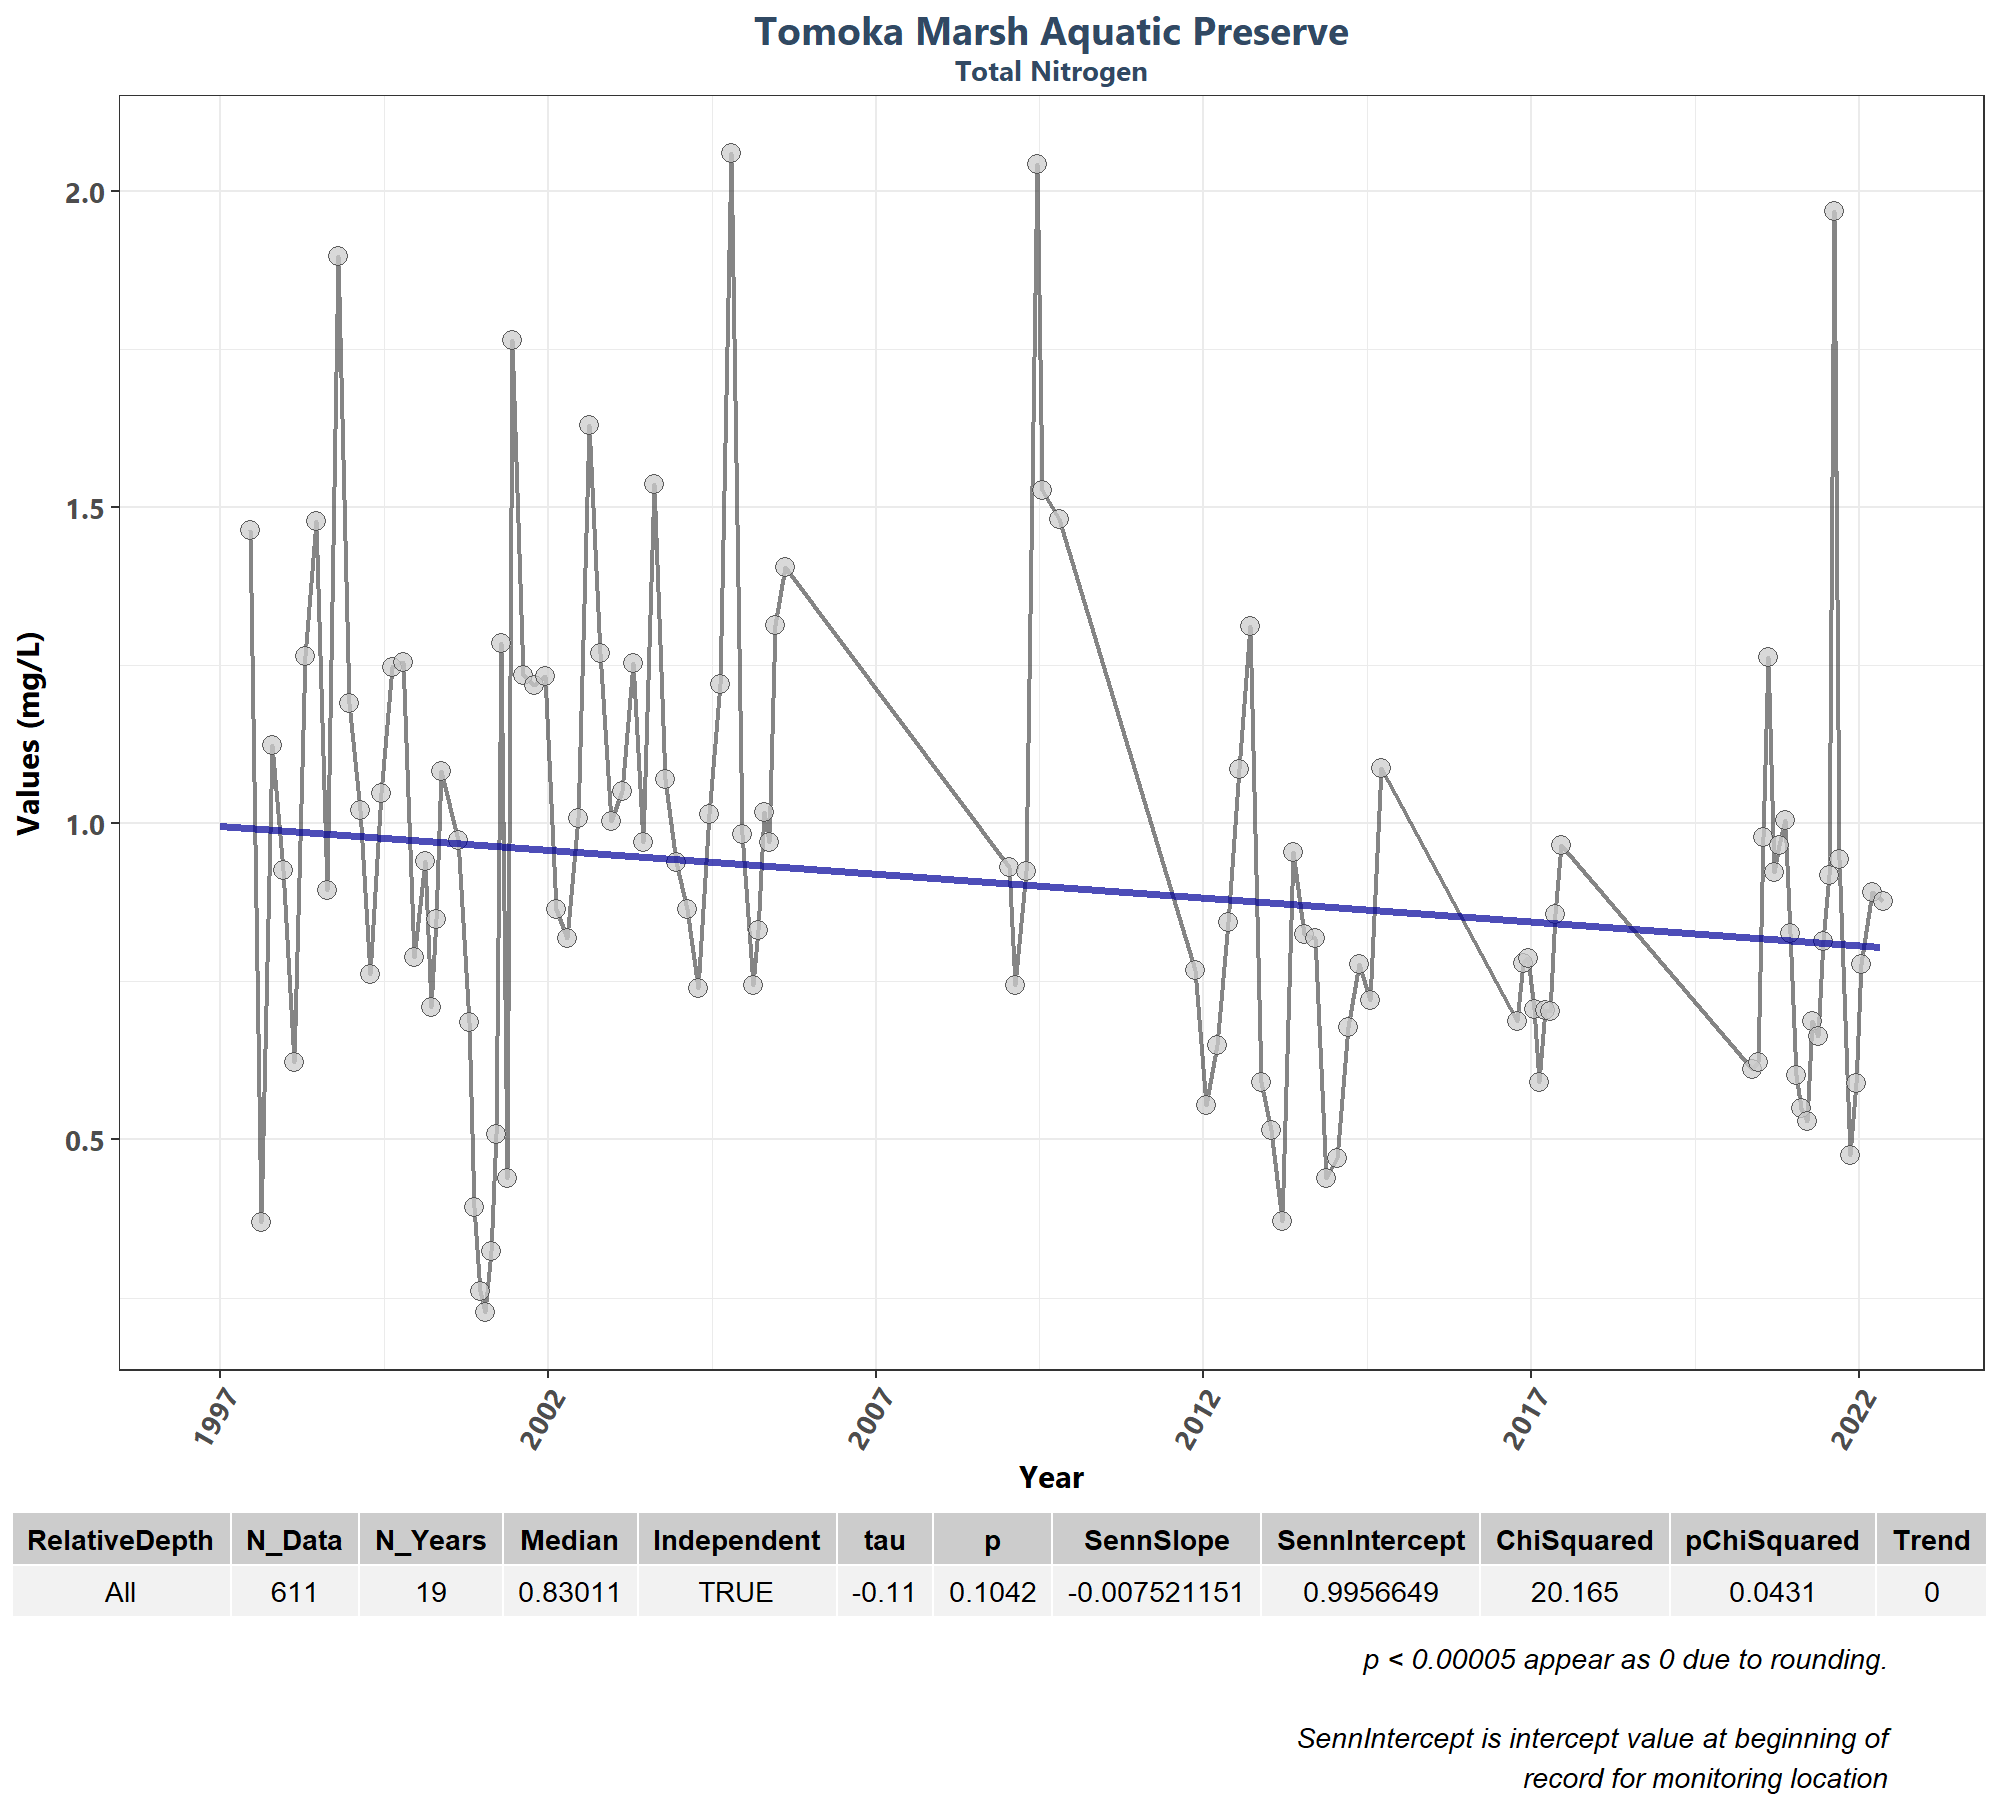 Tomoka Marsh Aquatic Preserve
Total Nitrogen
Values (mg/L)
2.0
1.5
1.0
0.5
1997 2002 2007 2012 2017 2022
Year
RelativeDepth N_Data N_Years Median Independent tau p SennSlope SennIntercept ChiSquared pChiSquared Trend
All 611 19 0.83011 TRUE -0.11 0.1042 -0.007521151 0.9956649 20.165 0.0431 0
p < 0.00005 appear as 0 due to rounding.
SennIntercept is intercept value at beginning of
record for monitoring location